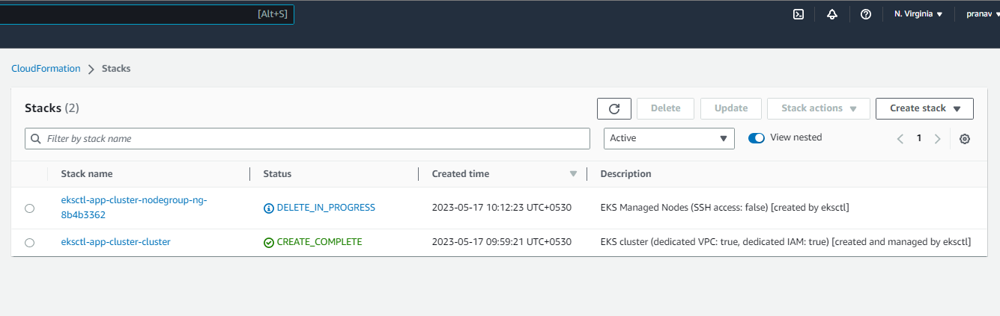 [Alt+S]
N. Virginia
pranav
CloudFormation
Stacks
Stacks (2)
Delete
Update
Stack actions
Create stack
Filter by stack name
Active
View nested
1
Stack name
Status
Created time
Description
eksctl-app-cluster-nodegroup-ng-
8b4b3362
DELETE_IN_PROGRESS
2023-05-17 10:12:23 UTC+0530
EKS Managed Nodes (SSH access: false) [created by eksctl]
eksctl-app-cluster-cluster
CREATE_COMPLETE
2023-05-17 09:59:21 UTC+0530
EKS cluster (dedicated VPC: true, dedicated IAM: true) [created and managed by eksctl]